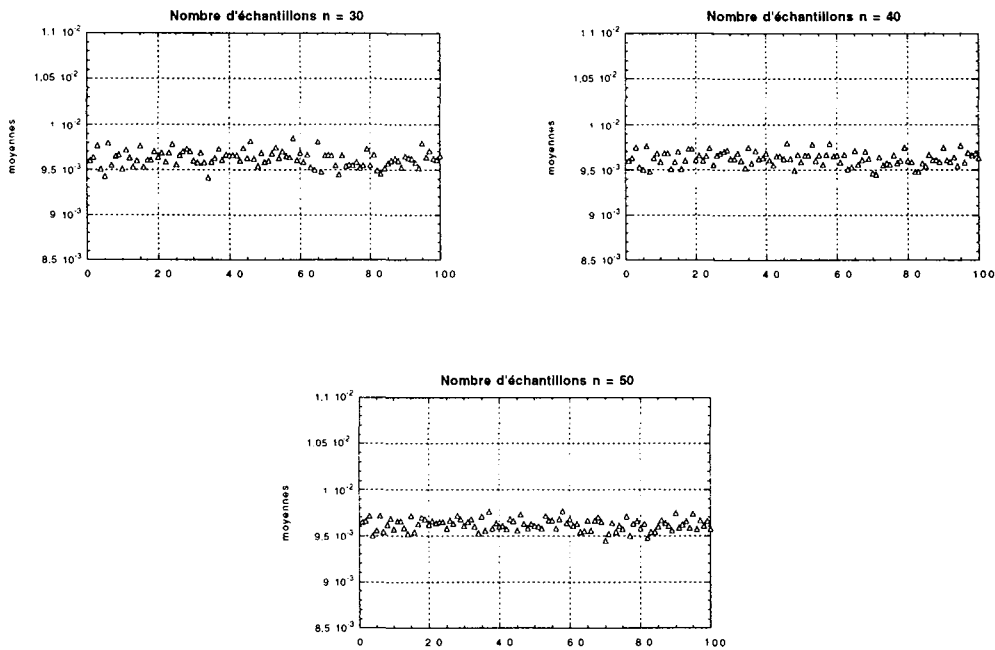 Nombre d'échantillons n = 30
1.1 10-2
1.05 10-2
1 10-2
9.5 10-3
9 10-3
8.5 10-3
moyennes
0 20 40 60 80 100
Nombre d'échantillons n = 40
1.1 10-2
1.05 10-2
1 10-2
9.5 10-3
9 10-3
8.5 10-3
moyennes
0 20 40 60 80 100
Nombre d'échantillons n = 50
1.1 10-2
1.05 10-2
1 10-2
9.5 10-3
9 10-3
8.5 10-3
moyennes
0 20 40 60 80 100